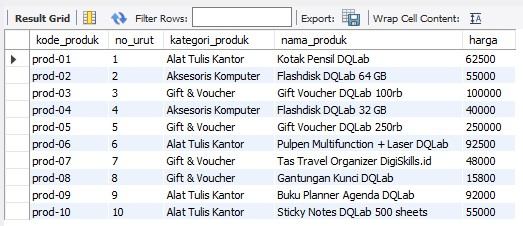 Result Grid Filter Rows: Export: Wrap Cell Content: IA
kode_produk no_urut kategori_produk nama_produk harga
prod-01 1 Alat Tulis Kantor Kotak Pensil DQLab 62500
prod-02 2 Aksesoris Komputer Flashdisk DQLab 64 GB 55000
prod-03 3 Gift & Voucher Gift Voucher DQLab 100rb 100000
prod-04 4 Aksesoris Komputer Flashdisk DQLab 32 GB 40000
prod-05 5 Gift & Voucher Gift Voucher DQLab 250rb 250000
prod-06 6 Alat Tulis Kantor Pulpen Multifunction + Laser DQLab 92500
prod-07 7 Gift & Voucher Tas Travel Organizer DigiSkills.id 48000
prod-08 8 Gift & Voucher Gantungan Kunci DQLab 15800
prod-09 9 Alat Tulis Kantor Buku Planner Agenda DQLab 92000
prod-10 10 Alat Tulis Kantor Sticky Notes DQLab 500 sheets 55000